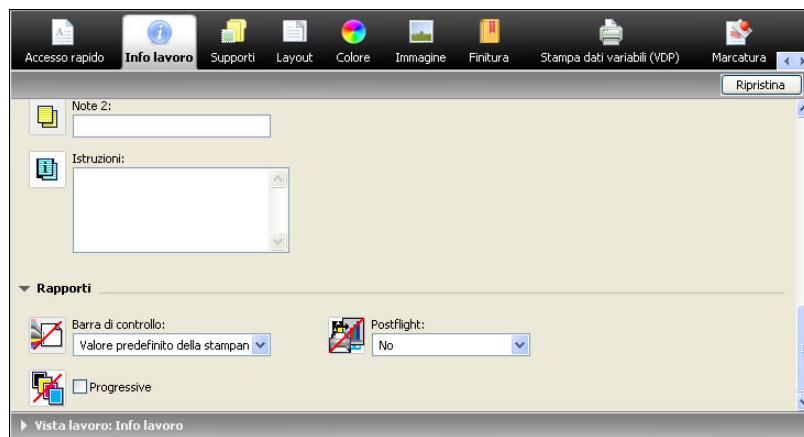 Accesso rapido Info lavoro Supporti Layout Colore Immagine Finitura Stampa dati variabili (VDP) Marcatura
Ripristina
Note 2:
Istruzioni:
Rapporti
Barra di controllo: Postflight:
Valore predefinito della stampan No
Progressive
Vista lavoro: Info lavoro